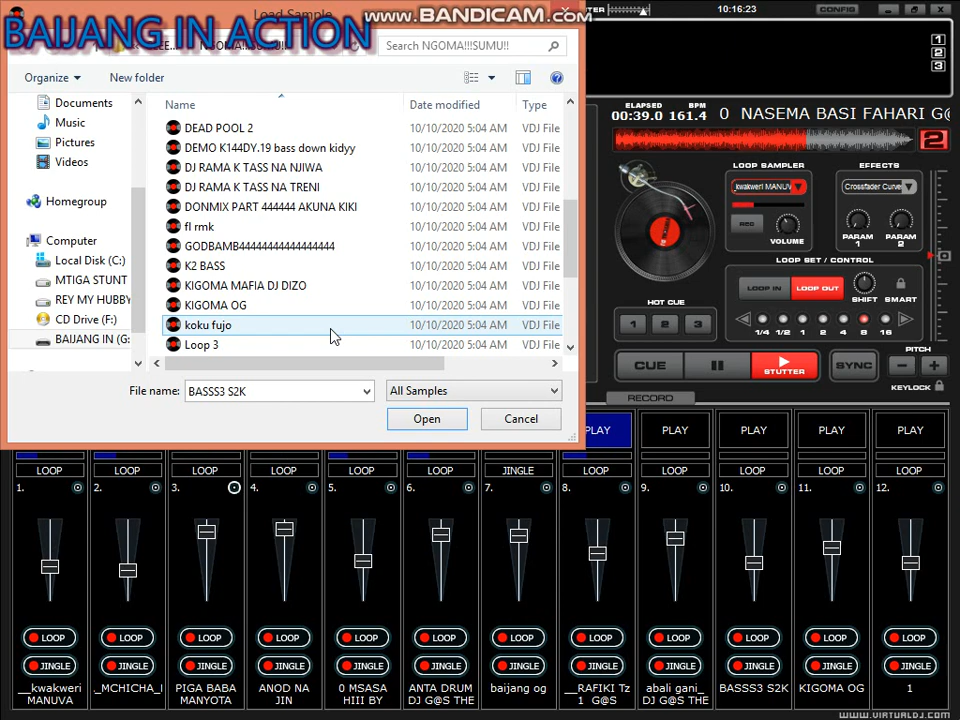 Load Sample
WWW.BANDICAM.COM
BAIJANG IN ACTION
NGOMA!!!SUMU!!
Search NGOMA!!!SUMU!!
Organize
New folder
Name
Date modified
Type
Documents
Music
Pictures
Videos
Homegroup
Computer
Local Disk (C:)
MTIGA STUNT
REY MY HUBBY
CD Drive (F:)
BAIJANG IN (G:
DEAD POOL 2 10/10/2020 5:04 AM VDJ File
DEMO K144DY.19 bass down kidyy 10/10/2020 5:04 AM VDJ File
DJ RAMA K TASS NA NJIWA 10/10/2020 5:04 AM VDJ File
DJ RAMA K TASS NA TRENI 10/10/2020 5:04 AM VDJ File
DONMIX PART 444444 AKUNA KIKI 10/10/2020 5:04 AM VDJ File
fl rmk 10/10/2020 5:04 AM VDJ File
GODBAMB44444444444444444 10/10/2020 5:04 AM VDJ File
K2 BASS 10/10/2020 5:04 AM VDJ File
KIGOMA MAFIA DJ DIZO 10/10/2020 5:04 AM VDJ File
KIGOMA OG 10/10/2020 5:04 AM VDJ File
koku fujo 10/10/2020 5:04 AM VDJ File
Loop 3 10/10/2020 5:04 AM VDJ File
File name: BASSS3 S2K All Samples
Open Cancel
10:16:23 CONFIG
1
2
3
ELAPSED BPM
00:39.0 161.4 0 NASEMA BASI FAHARI G@
2
LOOP SAMPLER EFFECTS
_kwakweri MANUV Crossfader Curve
REC VOLUME PARAM 1 PARAM 2
LOOP SET / CONTROL
LOOP IN LOOP OUT SHIFT SMART
HOT CUE
1 2 3
1/4 1/2 1 2 4 8 16
CUE STUTTER SYNC PITCH
KEYLOCK
RECORD
PLAY PLAY PLAY PLAY PLAY
LOOP LOOP LOOP LOOP LOOP LOOP JINGLE LOOP LOOP LOOP LOOP LOOP
1. 2. 3. 4. 5. 6. 7. 8. 9. 10. 11. 12.
LOOP LOOP LOOP LOOP LOOP LOOP LOOP LOOP LOOP LOOP LOOP LOOP
JINGLE JINGLE JINGLE JINGLE JINGLE JINGLE JINGLE JINGLE JINGLE JINGLE JINGLE JINGLE
__kwakweri MANUVA
._MCHICHA_
PIGA BABA MANYOTA
ANOD NA JIN
0 MSASA HIII BY
ANTA DRUM DJ G@S THE
baijang og
__RAFIKI Tz 1 G@S
abali gani_ DJ G@S THE
BASSS3 S2K
KIGOMA OG
1
WWW.VIRTUALDJ.COM